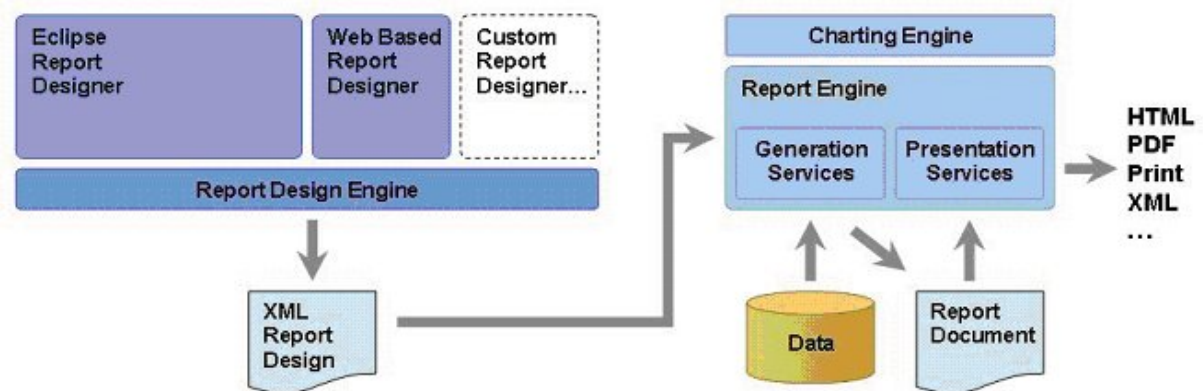 Eclipse
Report
Designer
Web Based
Report
Designer
Custom
Report
Designer...
Report Design Engine
XML
Report
Design
Charting Engine
Report Engine
Generation
Services
Presentation
Services
Data
Report
Document
HTML
PDF
Print
XML
...